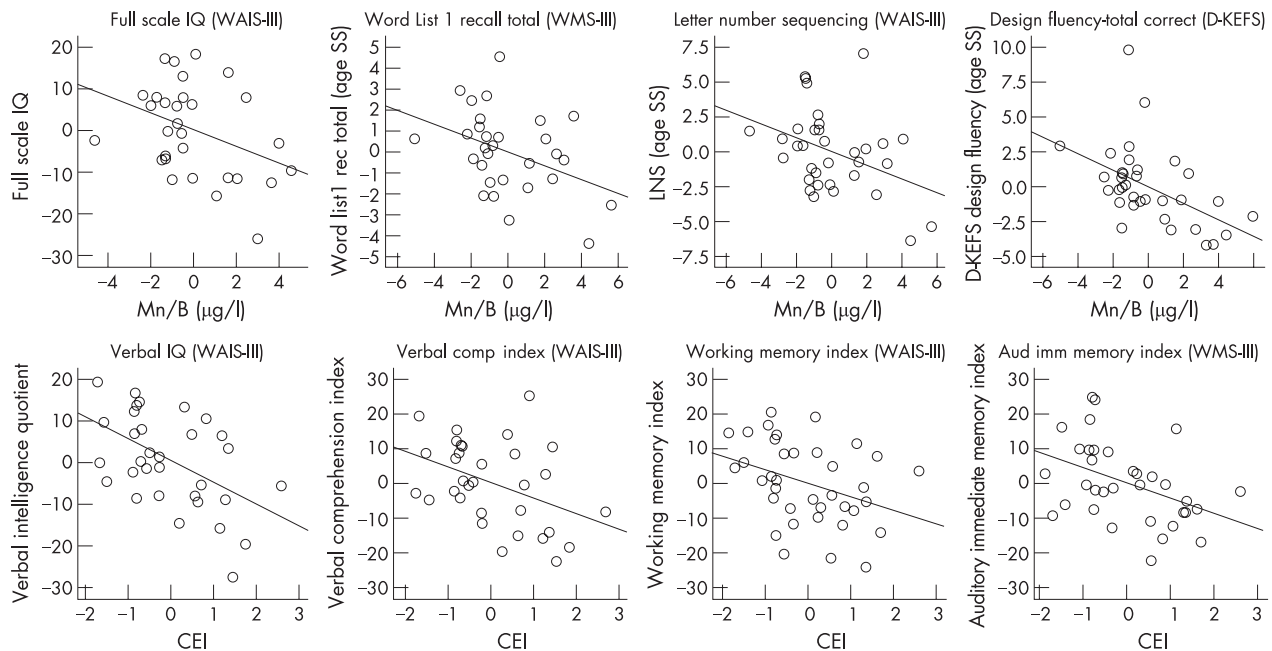 Full scale IQ (WAIS-III)
Full scale IQ
20
10
0
−10
−20
−30
−4 −2 0 2 4
Mn/B (μg/l)
Word List 1 recall total (WMS-III)
Word list1 rec total (age SS)
5
4
3
2
1
0
−1
−2
−3
−4
−5
−6 −4 −2 0 2 4 6
Mn/B (μg/l)
Letter number sequencing (WAIS-III)
LNS (age SS)
7.5
5.0
2.5
0.0
−2.5
−5.0
−7.5
−6 −4 −2 0 2 4 6
Mn/B (μg/l)
Design fluency-total correct (D-KEFS)
D-KEFS design fluency (age SS)
10.0
7.5
5.0
2.5
0.0
−2.5
−5.0
−6 −4 −2 0 2 4 6
Mn/B (μg/l)
Verbal IQ (WAIS-III)
Verbal intelligence quotient
20
10
0
−10
−20
−30
−2 −1 0 1 2 3
CEI
Verbal comp index (WAIS-III)
Verbal comprehension index
30
20
10
0
−10
−20
−30
−2 −1 0 1 2 3
CEI
Working memory index (WAIS-III)
Working memory index
30
20
10
0
−10
−20
−30
−2 −1 0 1 2 3
CEI
Aud imm memory index (WMS-III)
Auditory immediate memory index
30
20
10
0
−10
−20
−30
−2 −1 0 1 2 3
CEI